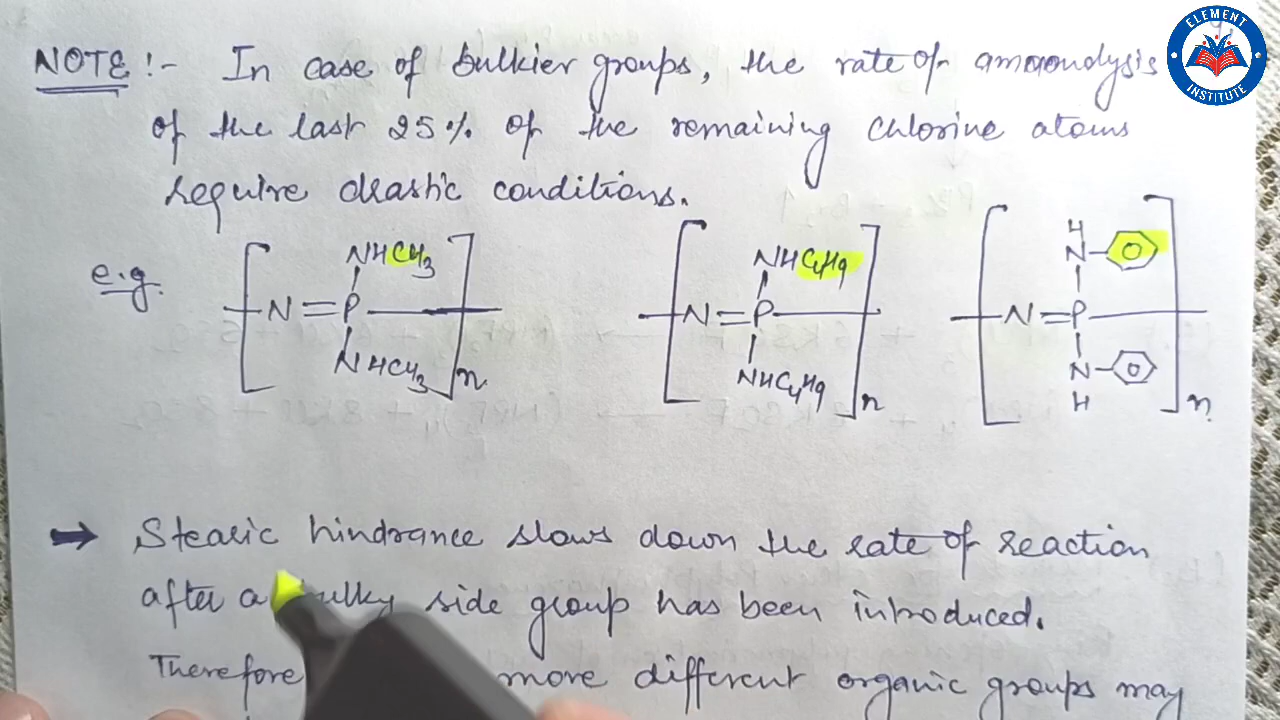 NOTE :- In case of bulkier groups, the rate of ammonolysis
of the last 25% of the remaining chlorine atoms
require drastic conditions.
e.g.
NHCH3
N=P
NHCH3
n
NHC4H9
N=P
NHC4H9
n
H
N
N=P
N
H
n
→ Stearic hindrance slows down the rate of reaction
after a bulky side group has been introduced.
Therefore more different organic groups may
ELEMENT
INSTITUTE